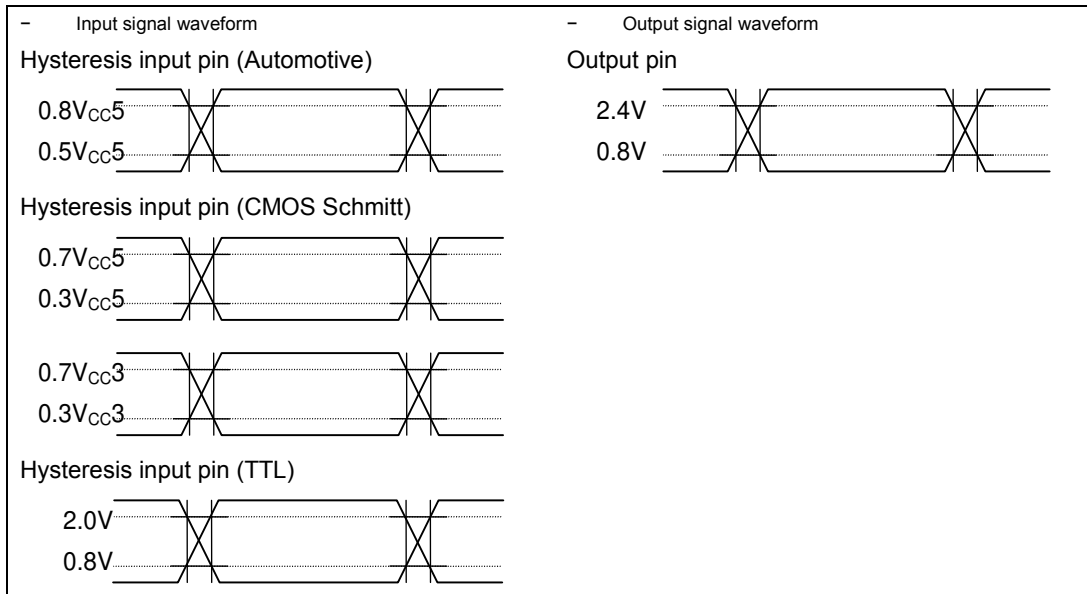 − Input signal waveform
Hysteresis input pin (Automotive)
0.8VCC5
0.5VCC5
Hysteresis input pin (CMOS Schmitt)
0.7VCC5
0.3VCC5
0.7VCC3
0.3VCC3
Hysteresis input pin (TTL)
2.0V
0.8V
− Output signal waveform
Output pin
2.4V
0.8V